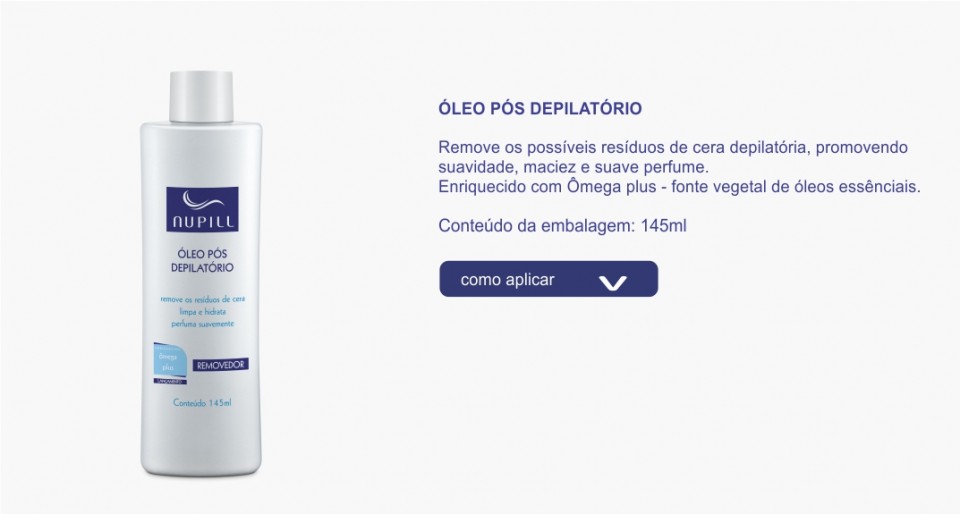 NUPILL
ÓLEO PÓS
DEPILATÓRIO
remove os resíduos de cera
limpa e hidrata
perfuma suavemente
ômega
plus
LANÇAMENTO
REMOVEDOR
Conteúdo 145ml
ÓLEO PÓS DEPILATÓRIO
Remove os possíveis resíduos de cera depilatória, promovendo
suavidade, maciez e suave perfume.
Enriquecido com Ômega plus - fonte vegetal de óleos essênciais.
Conteúdo da embalagem: 145ml
como aplicar